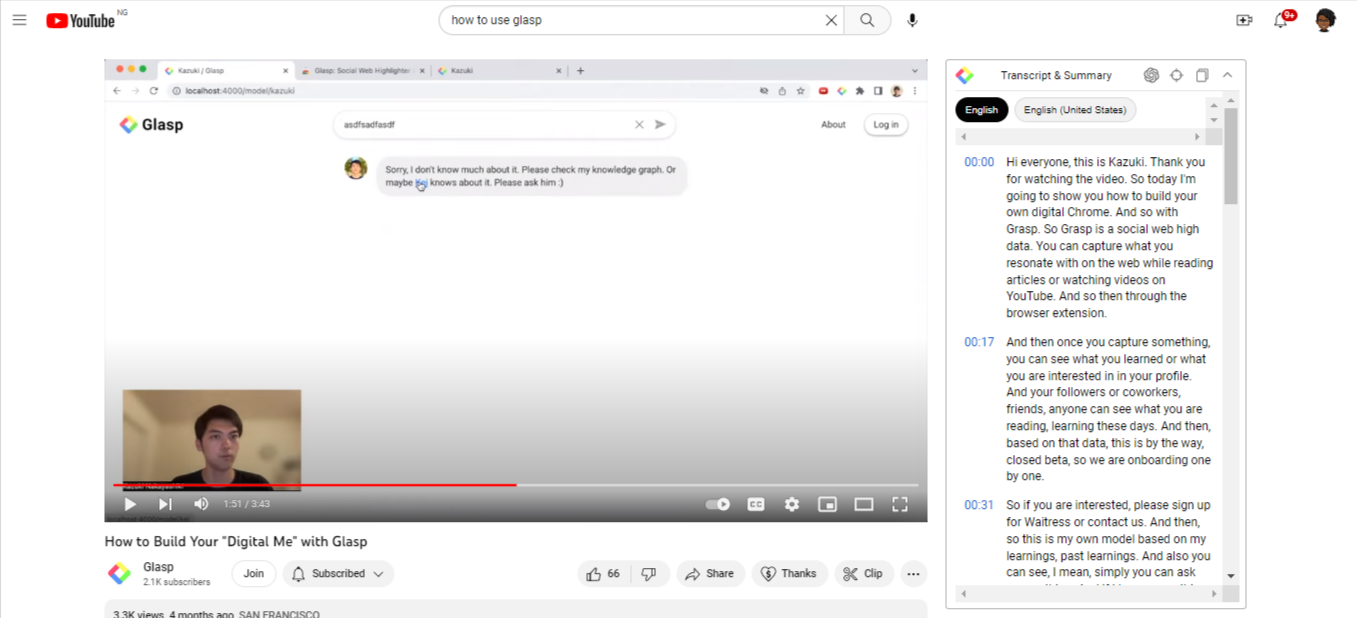 YouTube NG
how to use glasp
9+
Kazuki / Glasp
Glasp: Social Web Highlighter
Kazuki
localhost:4000/model/kazuki
Glasp
asdfsadfasdf
About
Log in
Sorry, I don't know much about it. Please check my knowledge graph. Or
maybe knows about it. Please ask him :)
1:51 / 3:43
CC
How to Build Your "Digital Me" with Glasp
Glasp
2.1K subscribers
Join
Subscribed
66
Share
Thanks
Clip
3.3K views 4 months ago SAN FRANCISCO
Transcript & Summary
English
English (United States)
00:00 Hi everyone, this is Kazuki. Thank you
for watching the video. So today I'm
going to show you how to build your
own digital Chrome. And so with
Grasp. So Grasp is a social web high
data. You can capture what you
resonate with on the web while reading
articles or watching videos on
YouTube. And so then through the
browser extension.
00:17 And then once you capture something,
you can see what you learned or what
you are interested in in your profile.
And your followers or coworkers,
friends, anyone can see what you are
reading, learning these days. And then,
based on that data, this is by the way,
closed beta, so we are onboarding one
by one.
00:31 So if you are interested, please sign up
for Waitress or contact us. And then,
so this is my own model based on my
learnings, past learnings. And also you
can see, I mean, simply you can ask